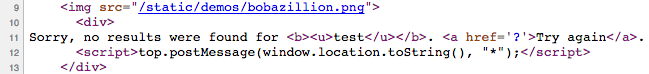 9 <img src="/static/demos/bobazillion.png">
10 <div>
11 Sorry, no results were found for <b><u>test</u></b>. <a href='?'>Try again</a>.
12 <script>top.postMessage(window.location.toString(), "*");</script>
13 </div>